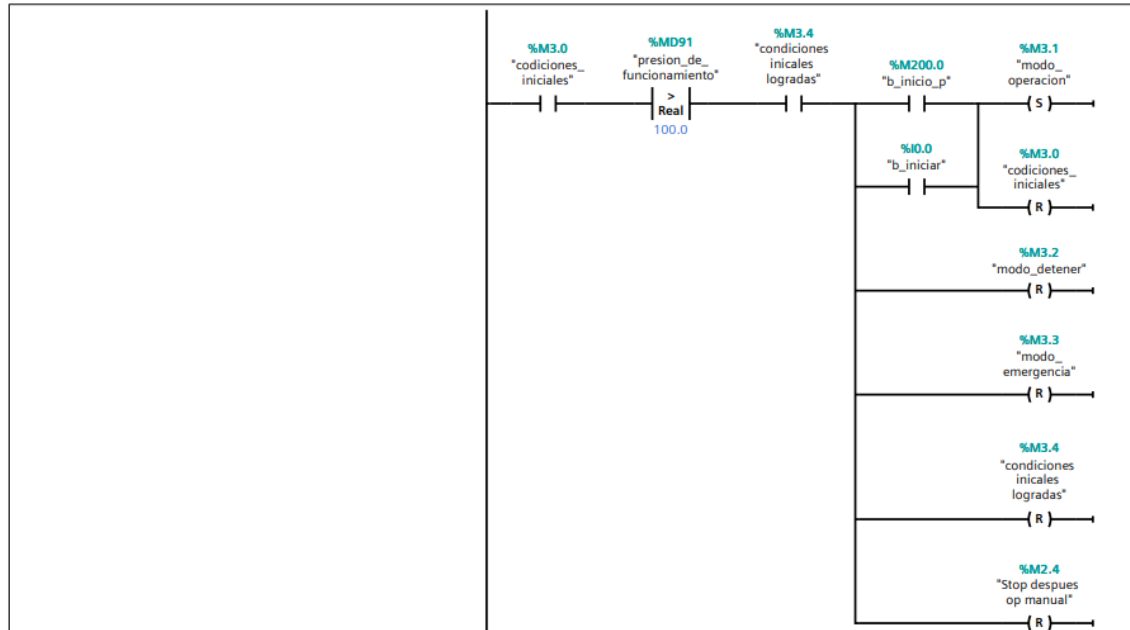 %M3.0
"codiciones_
iniciales"
%MD91
"presion_de_
funcionamiento"
>
Real
100.0
%M3.4
"condiciones
inicales
logradas"
%M200.0
"b_inicio_p"
%M3.1
"modo_
operacion"
S
%I0.0
"b_iniciar"
%M3.0
"codiciones_
iniciales"
R
%M3.2
"modo_detener"
R
%M3.3
"modo_
emergencia"
R
%M3.4
"condiciones
inicales
logradas"
R
%M2.4
"Stop despues
op manual"
R